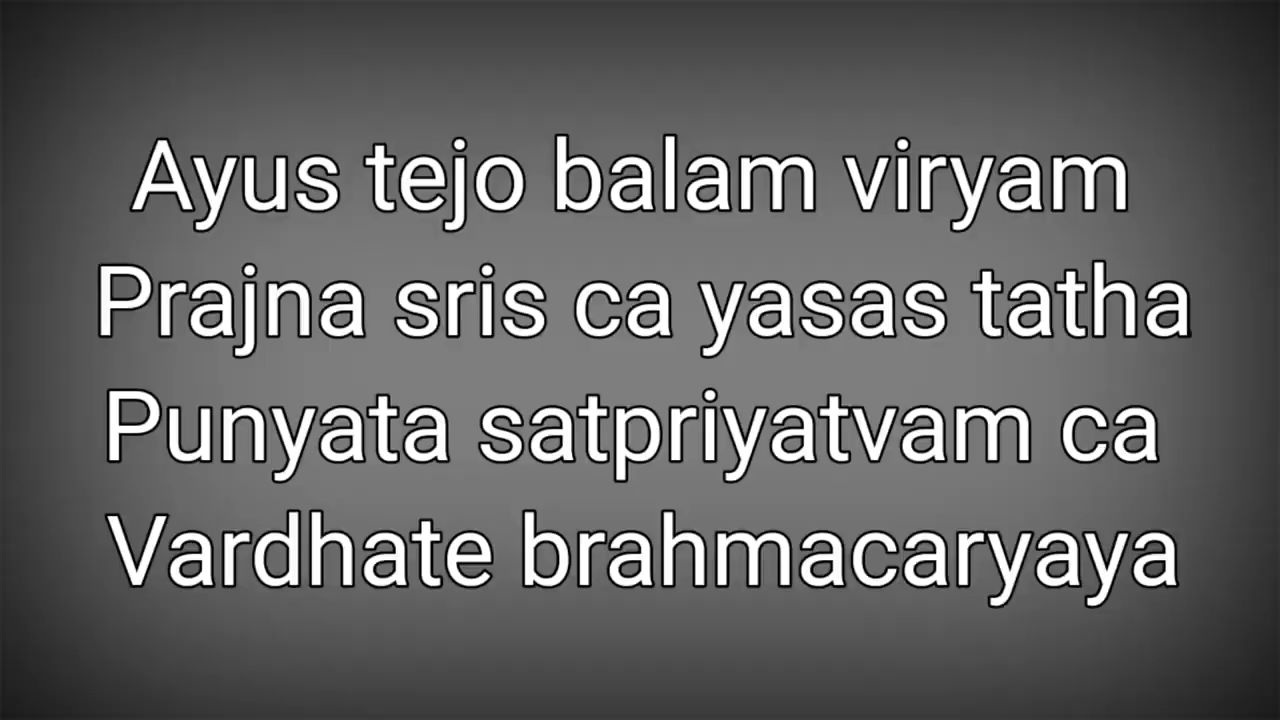 Ayus tejo balam viryam
Prajna sris ca yasas tatha
Punyata satpriyatvam ca
Vardhate brahmacaryaya